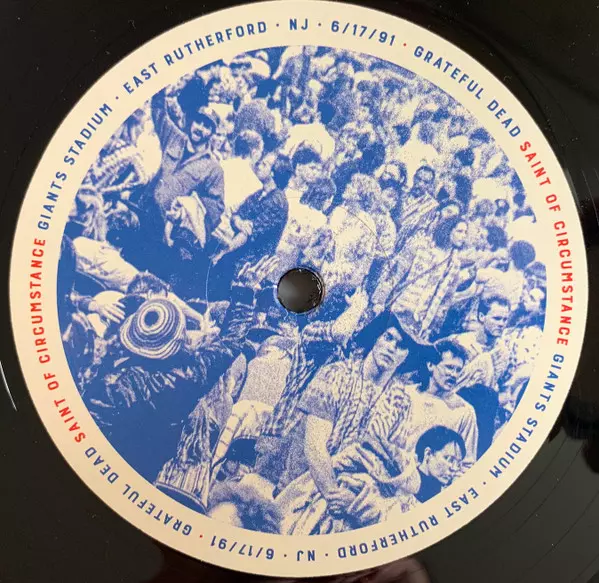 GRATEFUL DEAD SAINT OF CIRCUMSTANCE GIANTS STADIUM · EAST RUTHERFORD · NJ · 6/17/91 · GRATEFUL DEAD SAINT OF CIRCUMSTANCE GIANTS STADIUM · EAST RUTHERFORD · NJ · 6/17/91 ·